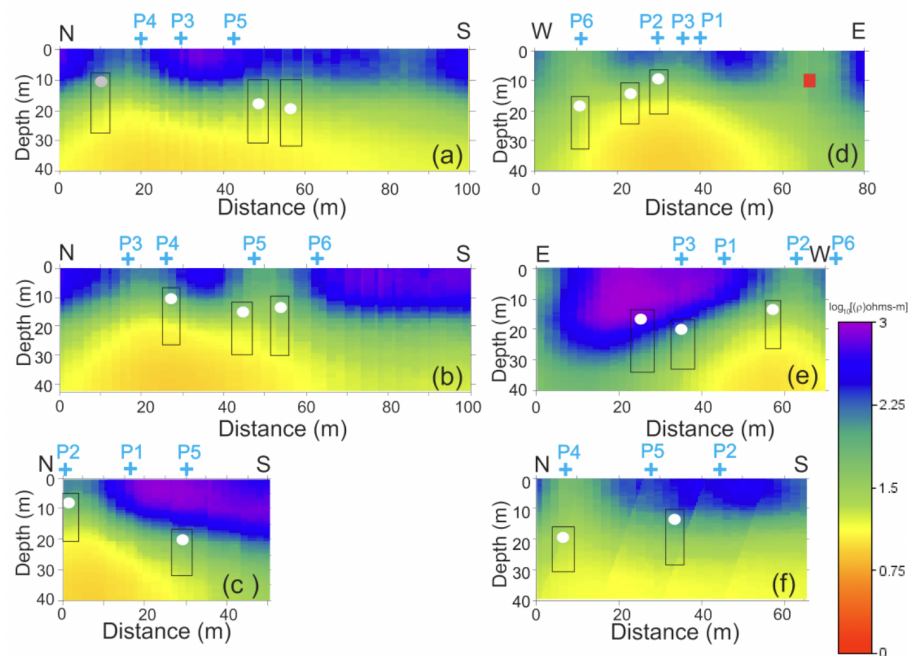 P4 P3 P5
N S
0
10
20
30
40
Depth (m)
(a)
0 20 40 60 80 100
Distance (m)
P6 P2 P3 P1
W E
0
10
20
30
40
Depth (m)
(d)
0 20 40 60 80
Distance (m)
P3 P4 P5 P6
N S
0
10
20
30
40
Depth (m)
(b)
0 20 40 60 80 100
Distance (m)
P3 P1 P2 P6
E W
0
10
20
30
40
Depth (m)
(e)
0 20 40 60
Distance (m)
P2 P1 P5
N S
0
10
20
30
40
Depth (m)
(c )
0 20 40
Distance (m)
P4 P5 P2
N S
0
10
20
30
40
Depth (m)
(f)
0 20 40 60
Distance (m)
log10[(ρ)ohms-m]
3
2.25
1.5
0.75
0